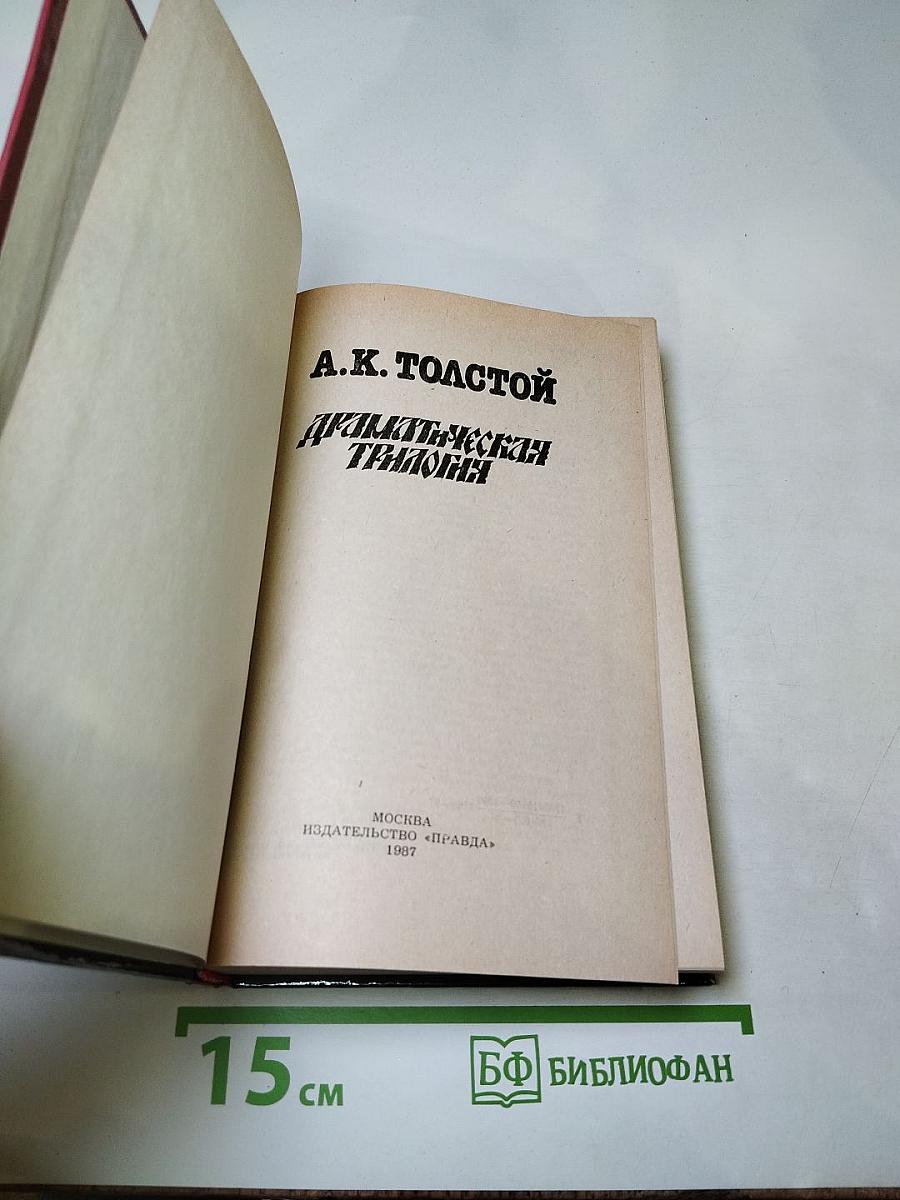 А.К. ТОЛСТОЙ
ДРАМАТИЧЕСКАЯ
ТРИЛОГИЯ
МОСКВА
ИЗДАТЕЛЬСТВО «ПРАВДА»
1987
15 см
БФ БИБЛИОФАН